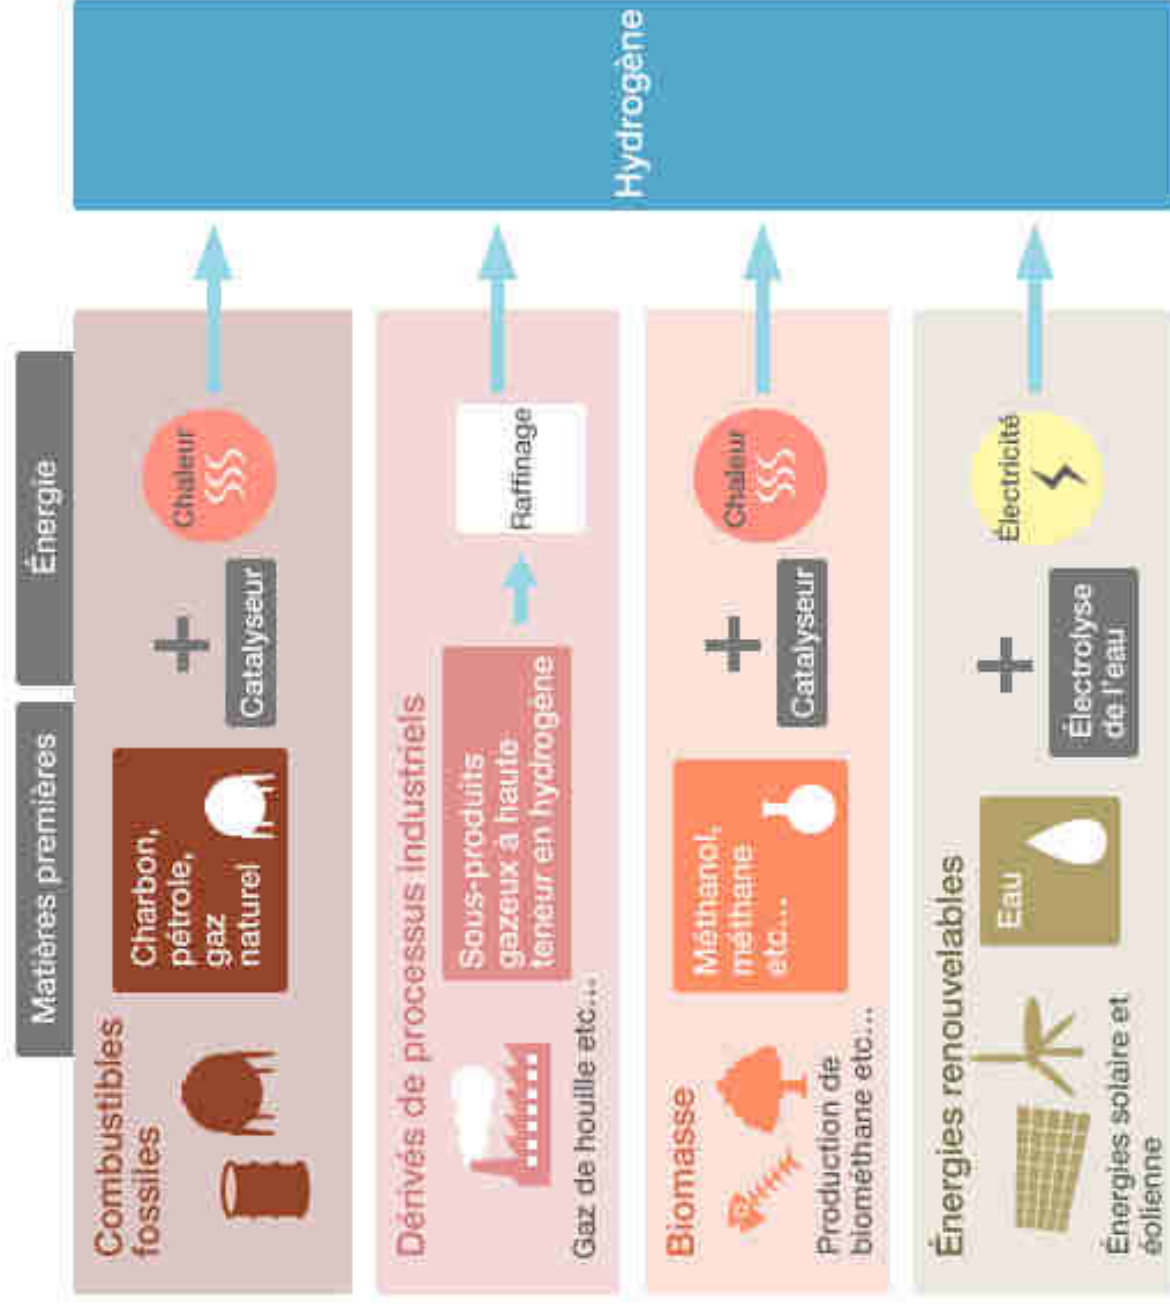 Matières premières
Énergie
Combustibles
fossiles
Charbon,
pétrole,
gaz
naturel
Catalyseur
Chaleur
Dérivés de processus industriels
Gaz de houille etc...
Sous-produits
gazeux a haute
teneur en hydrogène
Raffinage
Biomasse
Production de
biométhane etc...
Méthanol,
méthane
etc...
Catalyseur
Chaleur
Énergies renouvelables
Énergies solaire et
éolienne
Eau
Électrolyse
de l'eau
Électricité
Hydrogène